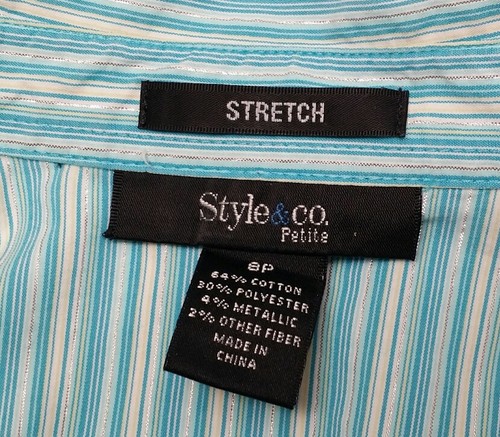 STRETCH
Style&co.
Petite
8P
64% COTTON
30% POLYESTER
4% METALLIC
2% OTHER FIBER
MADE IN
CHINA